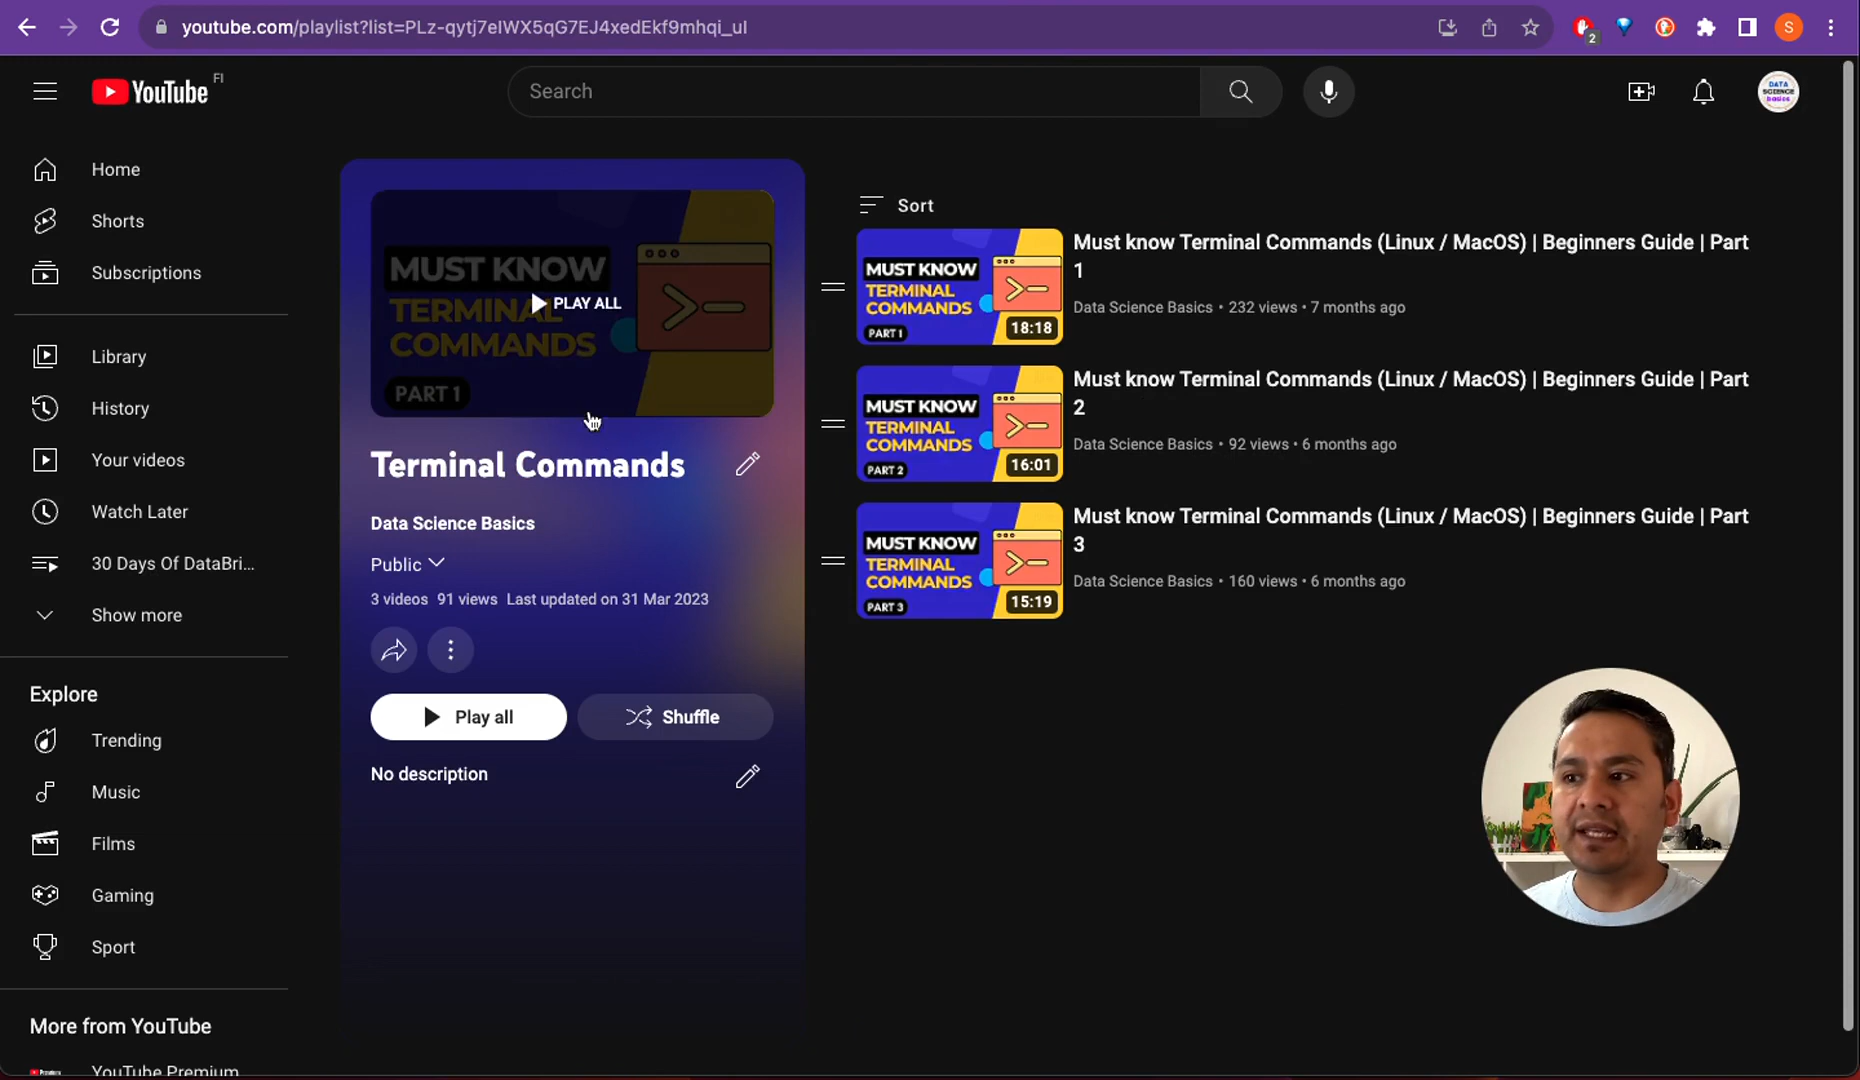 youtube.com/playlist?list=PLz-qytj7eIWX5qG7EJ4xedEkf9mhqi_uI
2
S
YouTube FI
Search
DATA
SCIENCE
basics
Home
Shorts
Subscriptions
Library
History
Your videos
Watch Later
30 Days Of DataBri...
Show more
Explore
Trending
Music
Films
Gaming
Sport
More from YouTube
YouTube Premium
MUST KNOW
TERMINAL
COMMANDS
PART 1
PLAY ALL
Terminal Commands
Data Science Basics
Public
3 videos 91 views Last updated on 31 Mar 2023
Play all
Shuffle
No description
Sort
MUST KNOW
TERMINAL
COMMANDS
PART 1
18:18
Must know Terminal Commands (Linux / MacOS) | Beginners Guide | Part
1
Data Science Basics • 232 views • 7 months ago
MUST KNOW
TERMINAL
COMMANDS
PART 2
16:01
Must know Terminal Commands (Linux / MacOS) | Beginners Guide | Part
2
Data Science Basics • 92 views • 6 months ago
MUST KNOW
TERMINAL
COMMANDS
PART 3
15:19
Must know Terminal Commands (Linux / MacOS) | Beginners Guide | Part
3
Data Science Basics • 160 views • 6 months ago